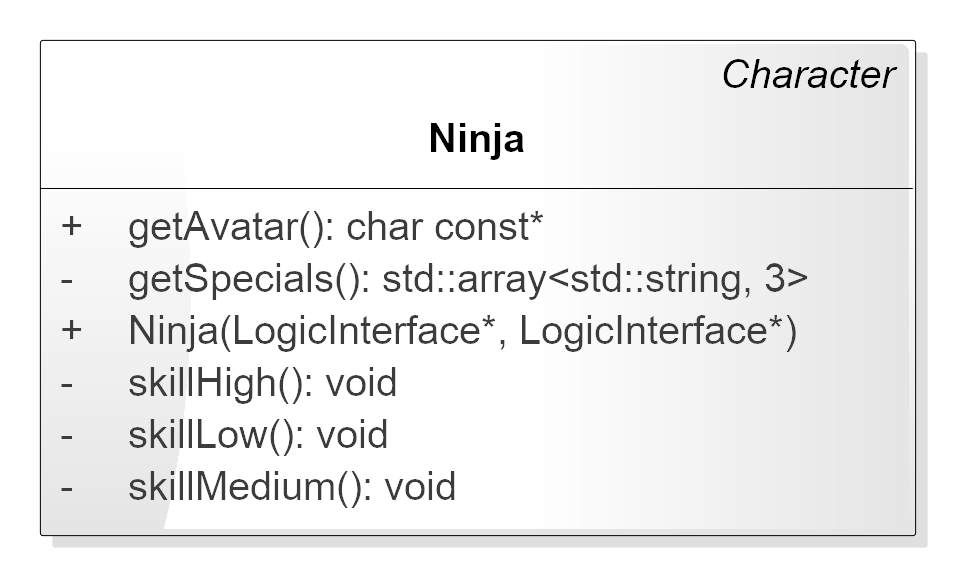 Character
Ninja
+ getAvatar(): char const*
- getSpecials(): std::array<std::string, 3>
+ Ninja(LogicInterface*, LogicInterface*)
- skillHigh(): void
- skillLow(): void
- skillMedium(): void